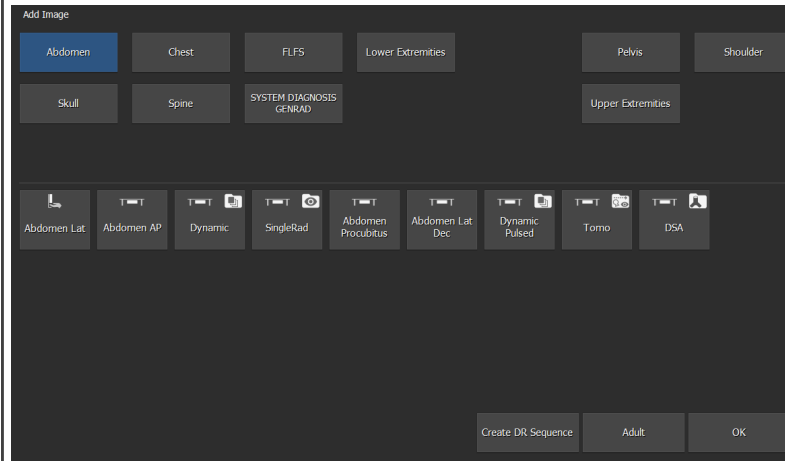 Add Image
Abdomen
Chest
FLFS
Lower Extremities
Pelvis
Shoulder
Skull
Spine
SYSTEM DIAGNOSIS
GENRAD
Upper Extremities
Abdomen Lat
Abdomen AP
Dynamic
SingleRad
Abdomen
Procubitus
Abdomen Lat
Dec
Dynamic
Pulsed
Tomo
DSA
Create DR Sequence
Adult
OK